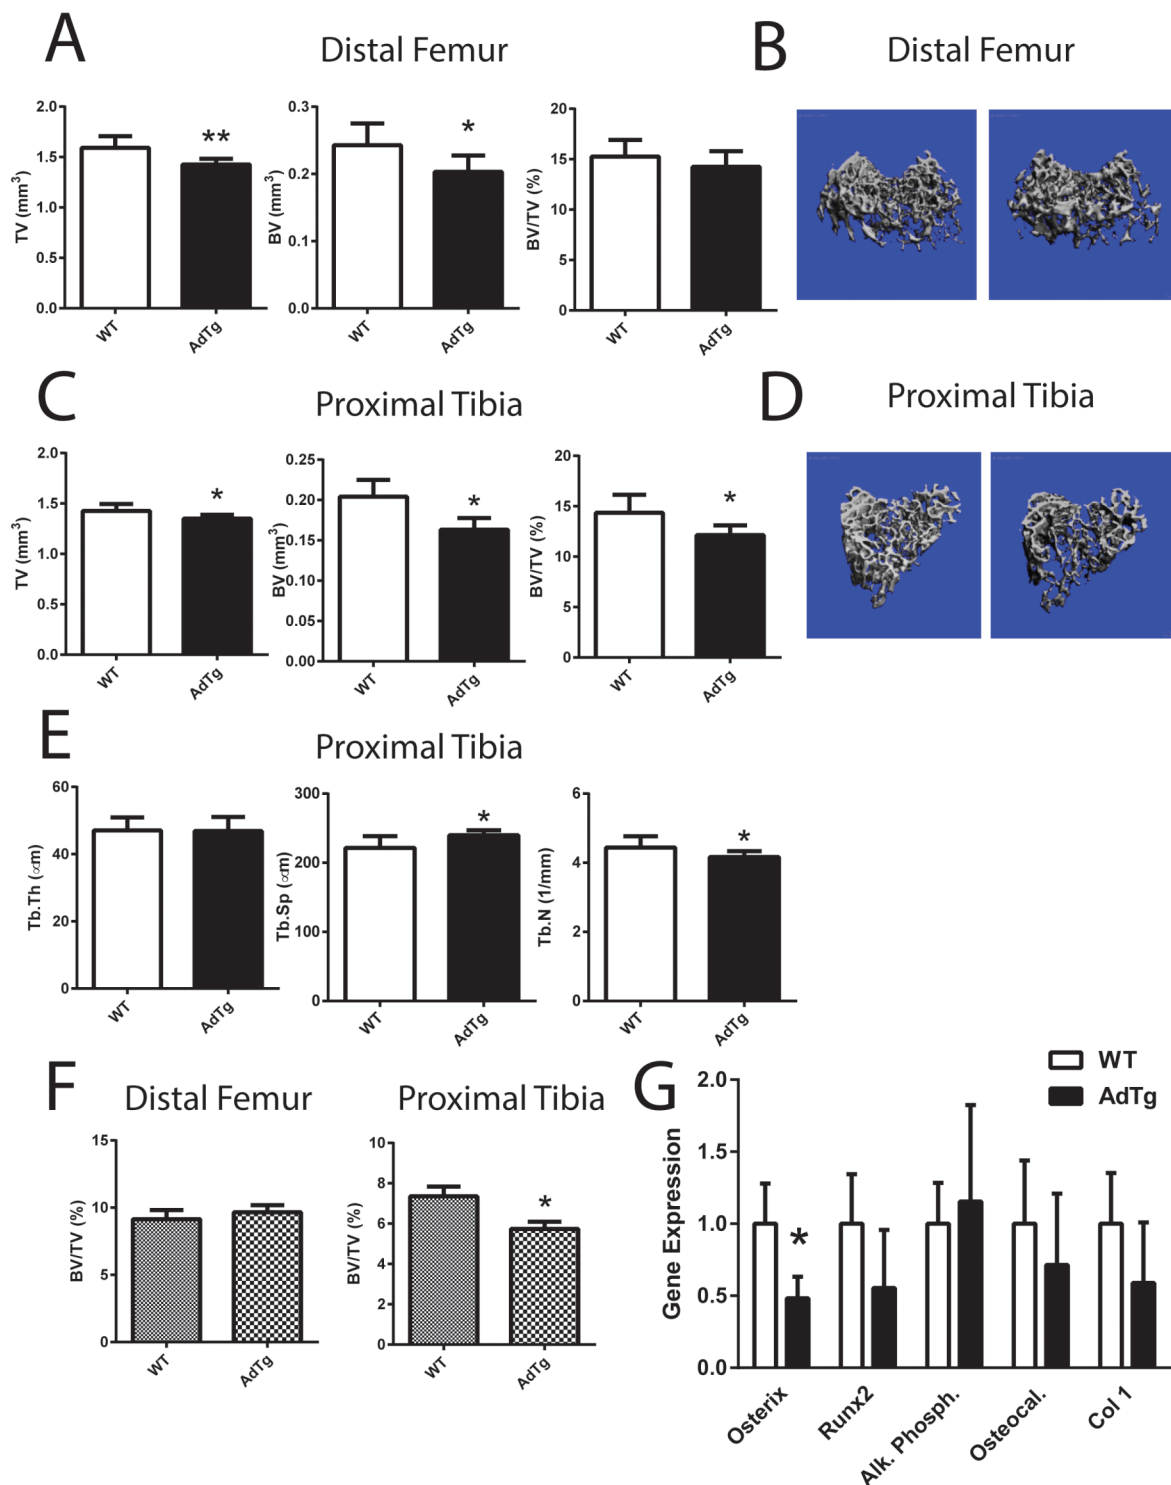 A
Distal Femur
B
Distal Femur
TV (mm³)
2.0
1.5
1.0
0.5
0.0
**
WT
AdTg
BV (mm³)
0.3
0.2
0.1
0.0
*
WT
AdTg
BV/TV (%)
20
15
10
5
0
WT
AdTg
C
Proximal Tibia
D
Proximal Tibia
TV (mm³)
2.0
1.5
1.0
0.5
0.0
*
WT
AdTg
BV (mm³)
0.25
0.20
0.15
0.10
0.05
0.00
*
WT
AdTg
BV/TV (%)
20
15
10
5
0
*
WT
AdTg
E
Proximal Tibia
Tb.Th (αm)
60
40
20
0
WT
AdTg
Tb.Sp (αm)
300
200
100
0
*
WT
AdTg
Tb.N (1/mm)
6
4
2
0
*
WT
AdTg
F
Distal Femur
Proximal Tibia
BV/TV (%)
15
10
5
0
WT
AdTg
BV/TV (%)
10
8
6
4
2
0
*
WT
AdTg
G
WT
AdTg
Gene Expression
2.0
1.5
1.0
0.5
0.0
*
Osterix
Runx2
Alk. Phosph.
Osteocal.
Col 1